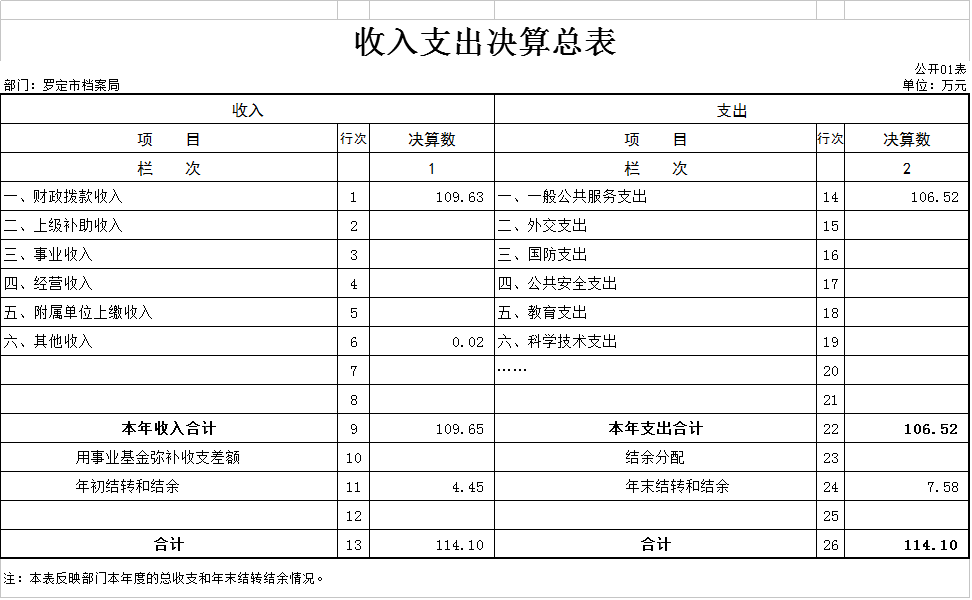 收入支出决算总表
公开01表
部门：罗定市档案局 单位：万元
收入 支出
项 目 行次 决算数 项 目 行次 决算数
栏 次 1 栏 次 2
一、财政拨款收入 1 109.63 一、一般公共服务支出 14 106.52
二、上级补助收入 2 二、外交支出 15
三、事业收入 3 三、国防支出 16
四、经营收入 4 四、公共安全支出 17
五、附属单位上缴收入 5 五、教育支出 18
六、其他收入 6 0.02 六、科学技术支出 19
7 …… 20
8 21
本年收入合计 9 109.65 本年支出合计 22 106.52
用事业基金弥补收支差额 10 结余分配 23
年初结转和结余 11 4.45 年末结转和结余 24 7.58
12 25
合计 13 114.10 合计 26 114.10
注：本表反映部门本年度的总收支和年末结转结余情况。